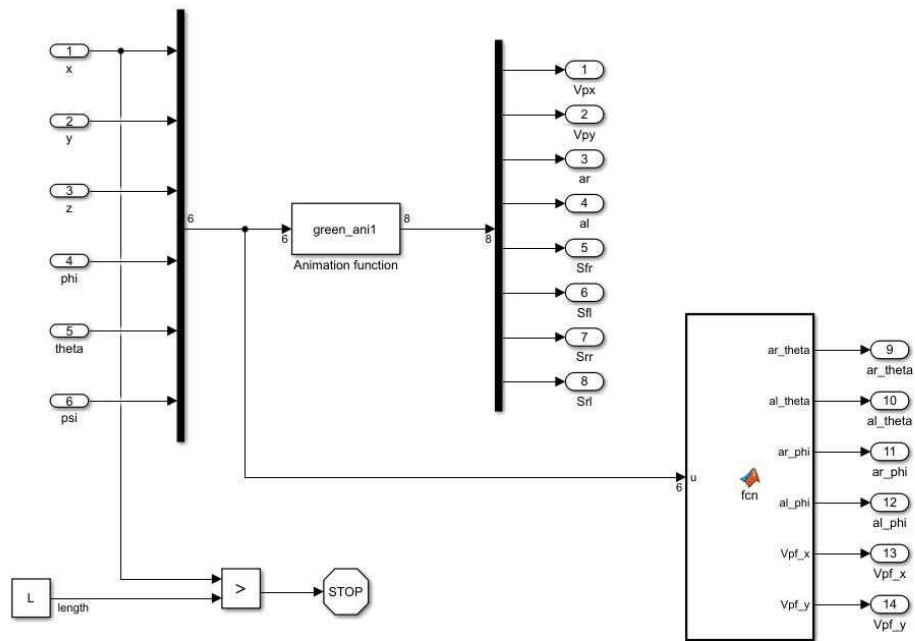 1
x
2
y
3
z
4
phi
5
theta
6
psi
6
6
green_ani1
8
Animation function
8
1
Vpx
2
Vpy
3
ar
4
al
5
Sfr
6
Sfl
7
Srr
8
Srl
6
u
fcn
ar_theta
al_theta
ar_phi
al_phi
Vpf_x
Vpf_y
9
ar_theta
10
al_theta
11
ar_phi
12
al_phi
13
Vpf_x
14
Vpf_y
L
length
>
STOP